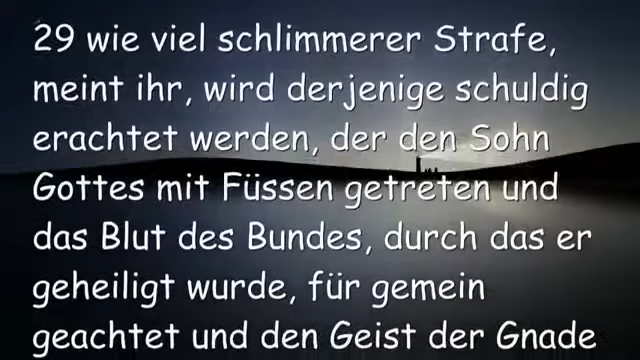 29 wie viel schlimmerer Strafe,
meint ihr, wird derjenige schuldig
erachtet werden, der den Sohn
Gottes mit Füssen getreten und
das Blut des Bundes, durch das er
geheiligt wurde, für gemein
geachtet und den Geist der Gnade